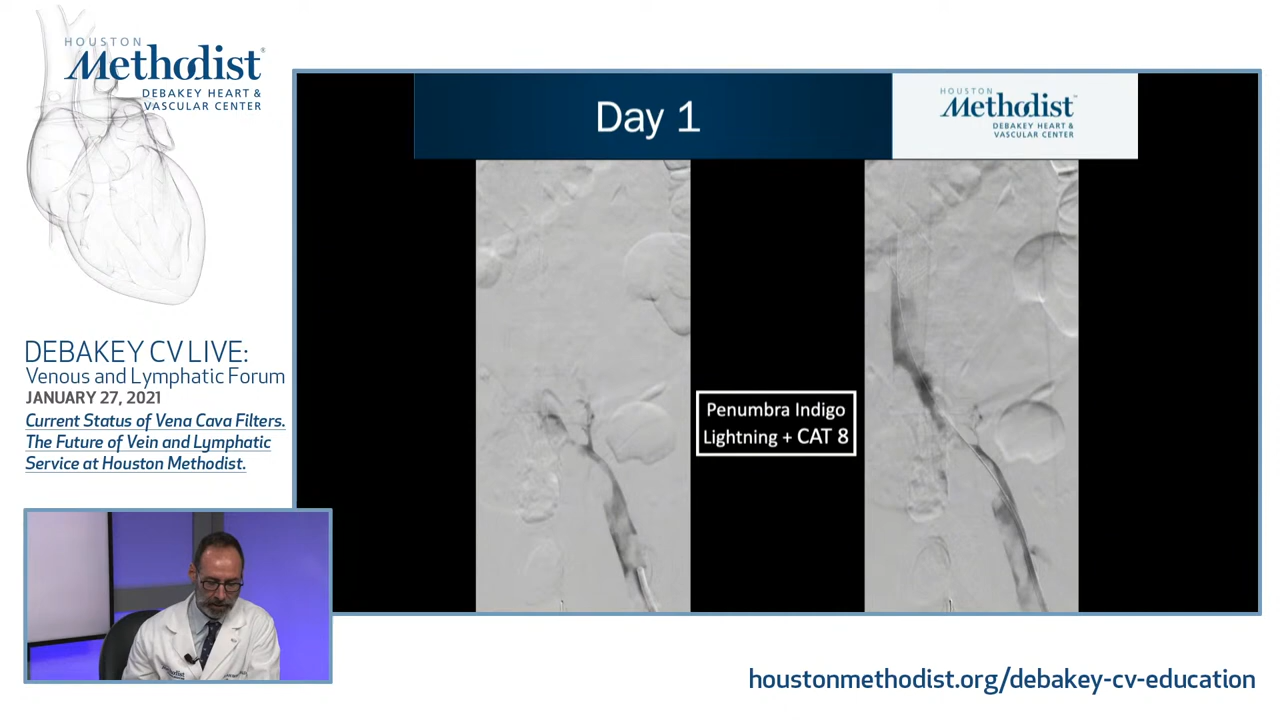 HOUSTON
Methodist
DEBAKEY HEART &
VASCULAR CENTER
DEBAKEY CV LIVE:
Venous and Lymphatic Forum
JANUARY 27, 2021
Current Status of Vena Cava Filters.
The Future of Vein and Lymphatic
Service at Houston Methodist.
Day 1
HOUSTON
Methodist
DEBAKEY HEART &
VASCULAR CENTER
Penumbra Indigo
Lightning + CAT 8
Methodist
houstonmethodist.org/debakey-cv-education